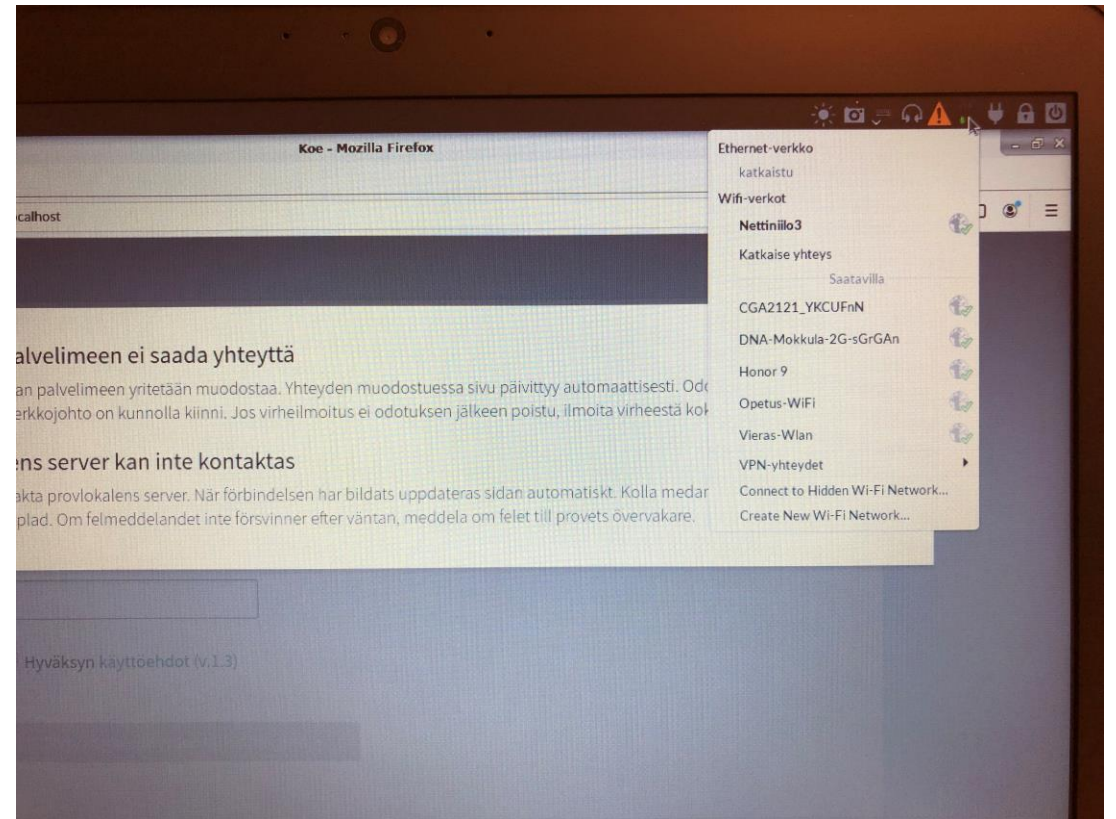 Koe - Mozilla Firefox
calhost
Ethernet-verkko
katkaistu
Wifi-verkot
Nettiniilo3
Katkaise yhteys
Saatavilla
CGA2121_YKCUFnN
DNA-Mokkula-2G-sGrGAn
Honor 9
Opetus-WiFi
Vieras-Wlan
VPN-yhteydet
Connect to Hidden Wi-Fi Network...
Create New Wi-Fi Network...
alvelimeen ei saada yhteyttä
an palvelimeen yritetään muodostaa. Yhteyden muodostuessa sivu päivittyy automaattisesti. Odo
erkkojohto on kunnolla kiinni. Jos virheilmoitus ei odotuksen jälkeen poistu, ilmoita virheestä kok
ens server kan inte kontaktas
akta provlokalens server. När förbindelsen har bildats uppdateras sidan automatiskt. Kolla medar
plad. Om felmeddelandet inte försvinner efter väntan, meddela om felet till provets övervakare.
Hyväksyn käyttöehdot (v.1.3)